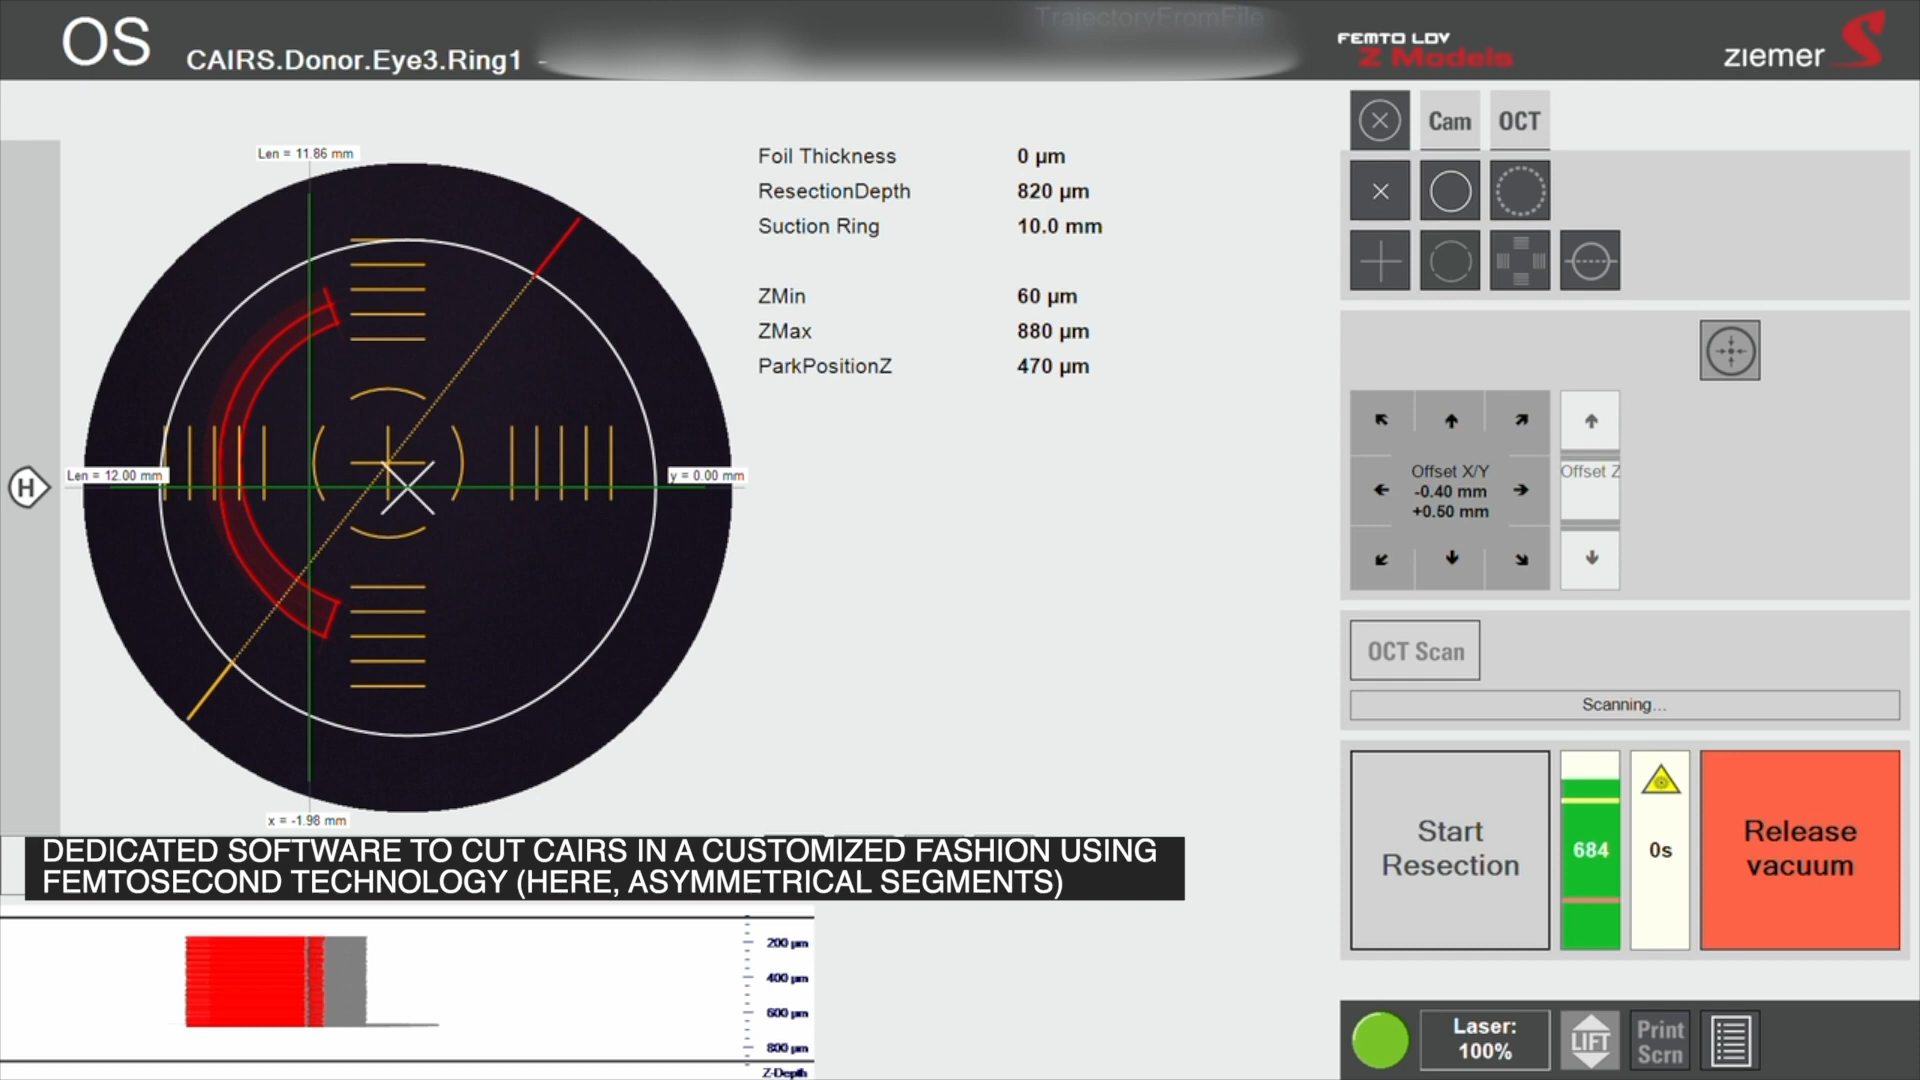 OS
CAIRS.Donor.Eye3.Ring1 -
TrajectoryFromFile
FEMTO LDV
Z Models
ziemer
Cam
OCT
Len = 11.86 mm
Foil Thickness 0 µm
ResectionDepth 820 µm
Suction Ring 10.0 mm
ZMin 60 µm
ZMax 880 µm
ParkPositionZ 470 µm
H
Len = 12.00 mm
y = 0.00 mm
x = -1.98 mm
Offset X/Y
-0.40 mm
+0.50 mm
Offset Z
OCT Scan
Scanning...
Start
Resection
684
0s
Release
vacuum
DEDICATED SOFTWARE TO CUT CAIRS IN A CUSTOMIZED FASHION USING
FEMTOSECOND TECHNOLOGY (HERE, ASYMMETRICAL SEGMENTS)
200 µm
400 µm
600 µm
800 µm
Z-Depth
Laser:
100%
LIFT
Print
Scrn